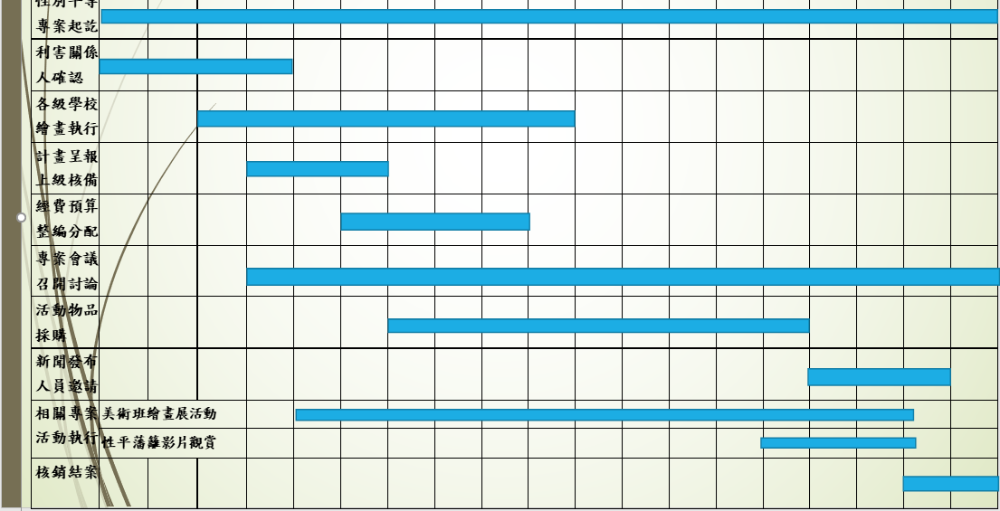 性別平等
專案起訖
利害關係
人確認
各級學校
繪畫執行
計畫呈報
上級核備
經費預算
整編分配
專案會議
召開討論
活動物品
採購
新聞發布
人員邀請
相關專案
活動執行
美術班繪畫展活動
性平藩籬影片觀賞
核銷結案